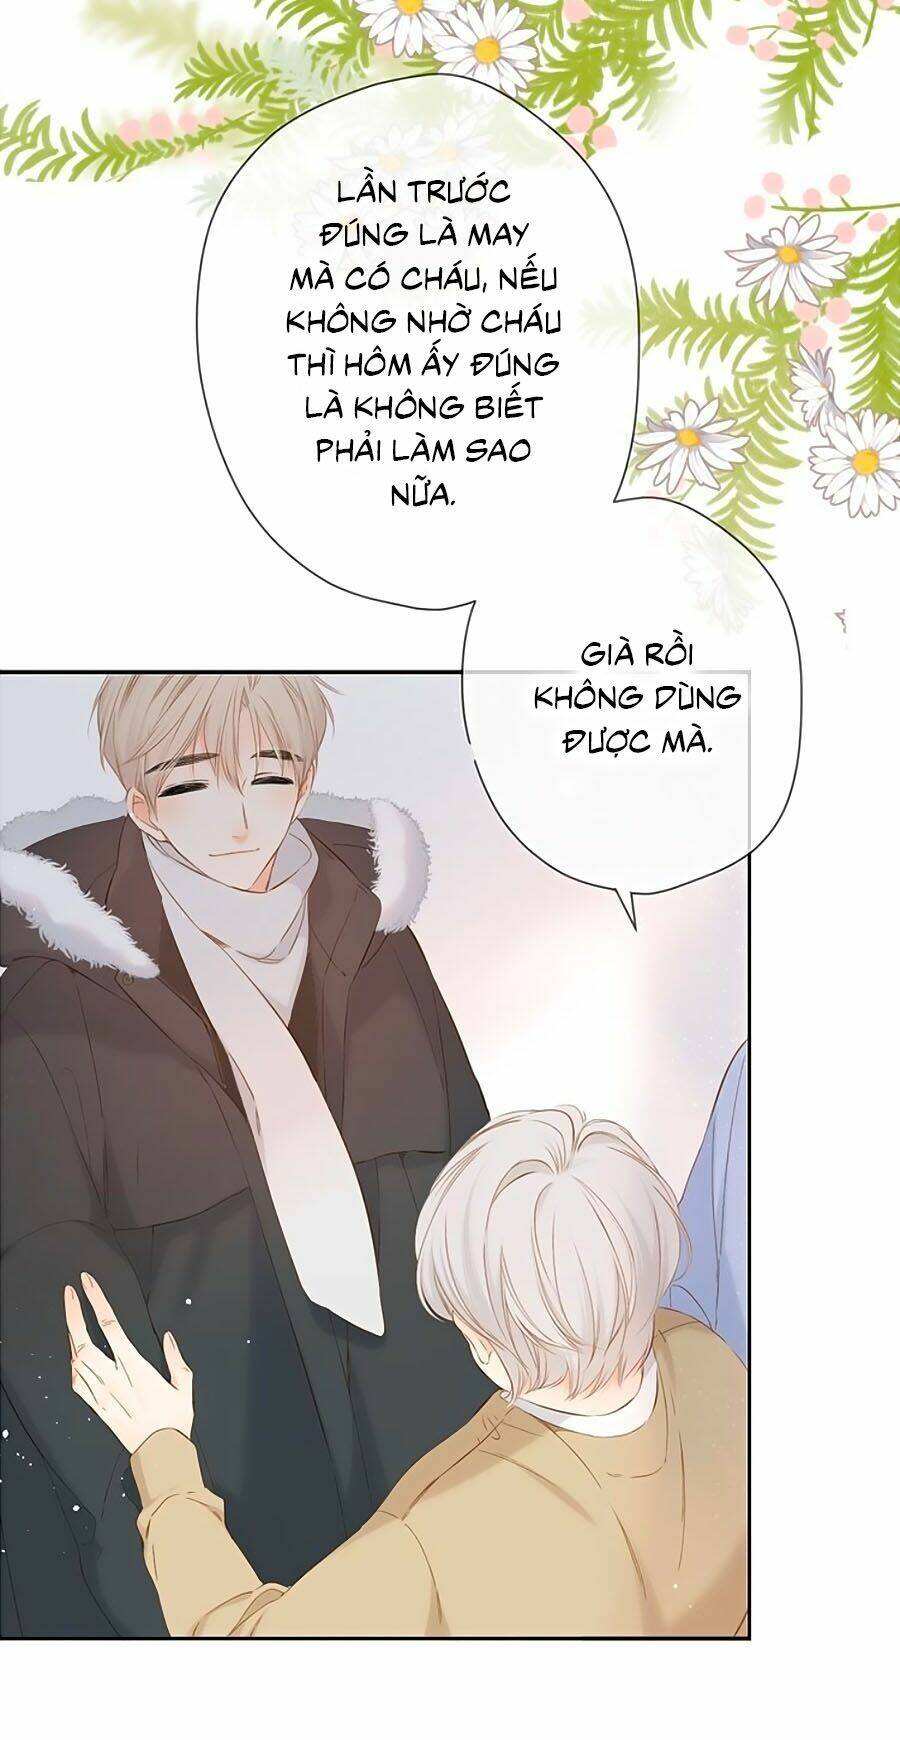 LẦN TRƯỚC
ĐÚNG LÀ MAY
MÀ CÓ CHÁU, NẾU
KHÔNG NHỜ CHÁU
THÌ HÔM ẤY ĐÚNG
LÀ KHÔNG BIẾT
PHẢI LÀM SAO
NỮA.
GIÀ RỒI
KHÔNG DÙNG
ĐƯỢC MÀ.